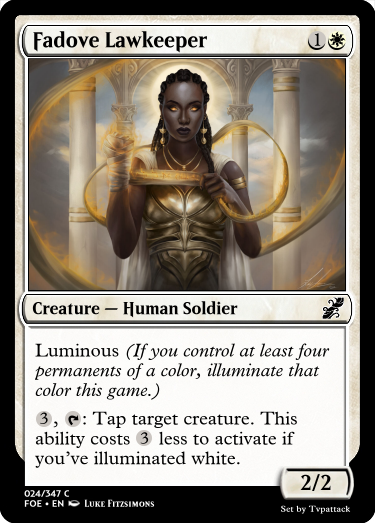 Fadove Lawkeeper 1
Creature — Human Soldier
Luminous (If you control at least four
permanents of a color, illuminate that
color this game.)
3, : Tap target creature. This
ability costs 3 less to activate if
you've illuminated white.
2/2
024/347 C
FOE • EN Luke Fitzsimons
Set by Tvpattack